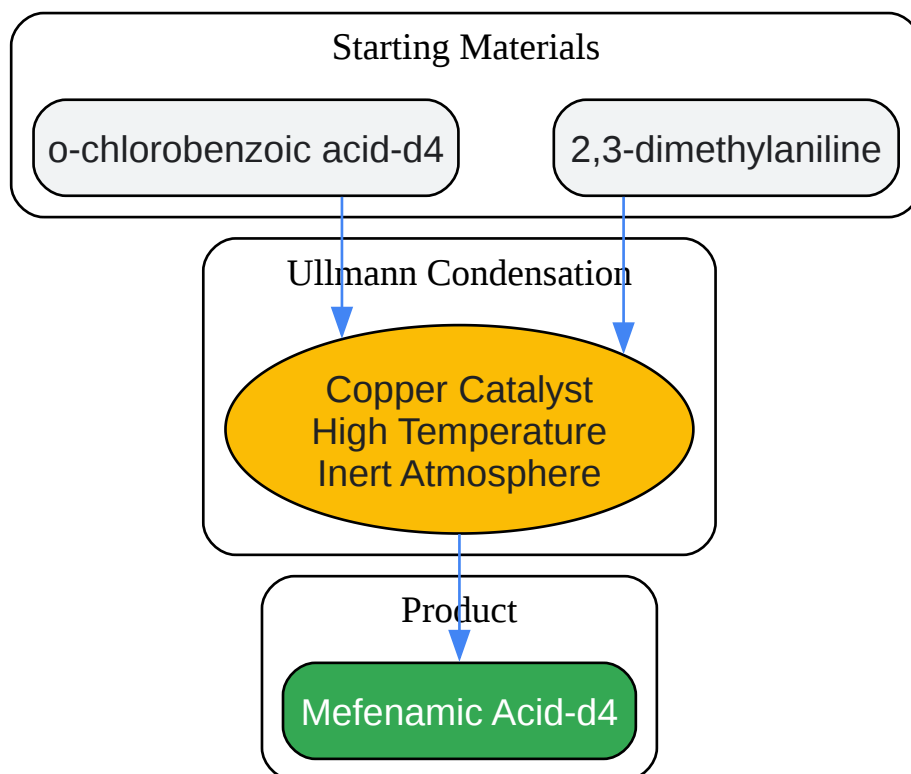 Starting Materials
o-chlorobenzoic acid-d4
2,3-dimethylaniline
Ullmann Condensation
Copper Catalyst
High Temperature
Inert Atmosphere
Product
Mefenamic Acid-d4